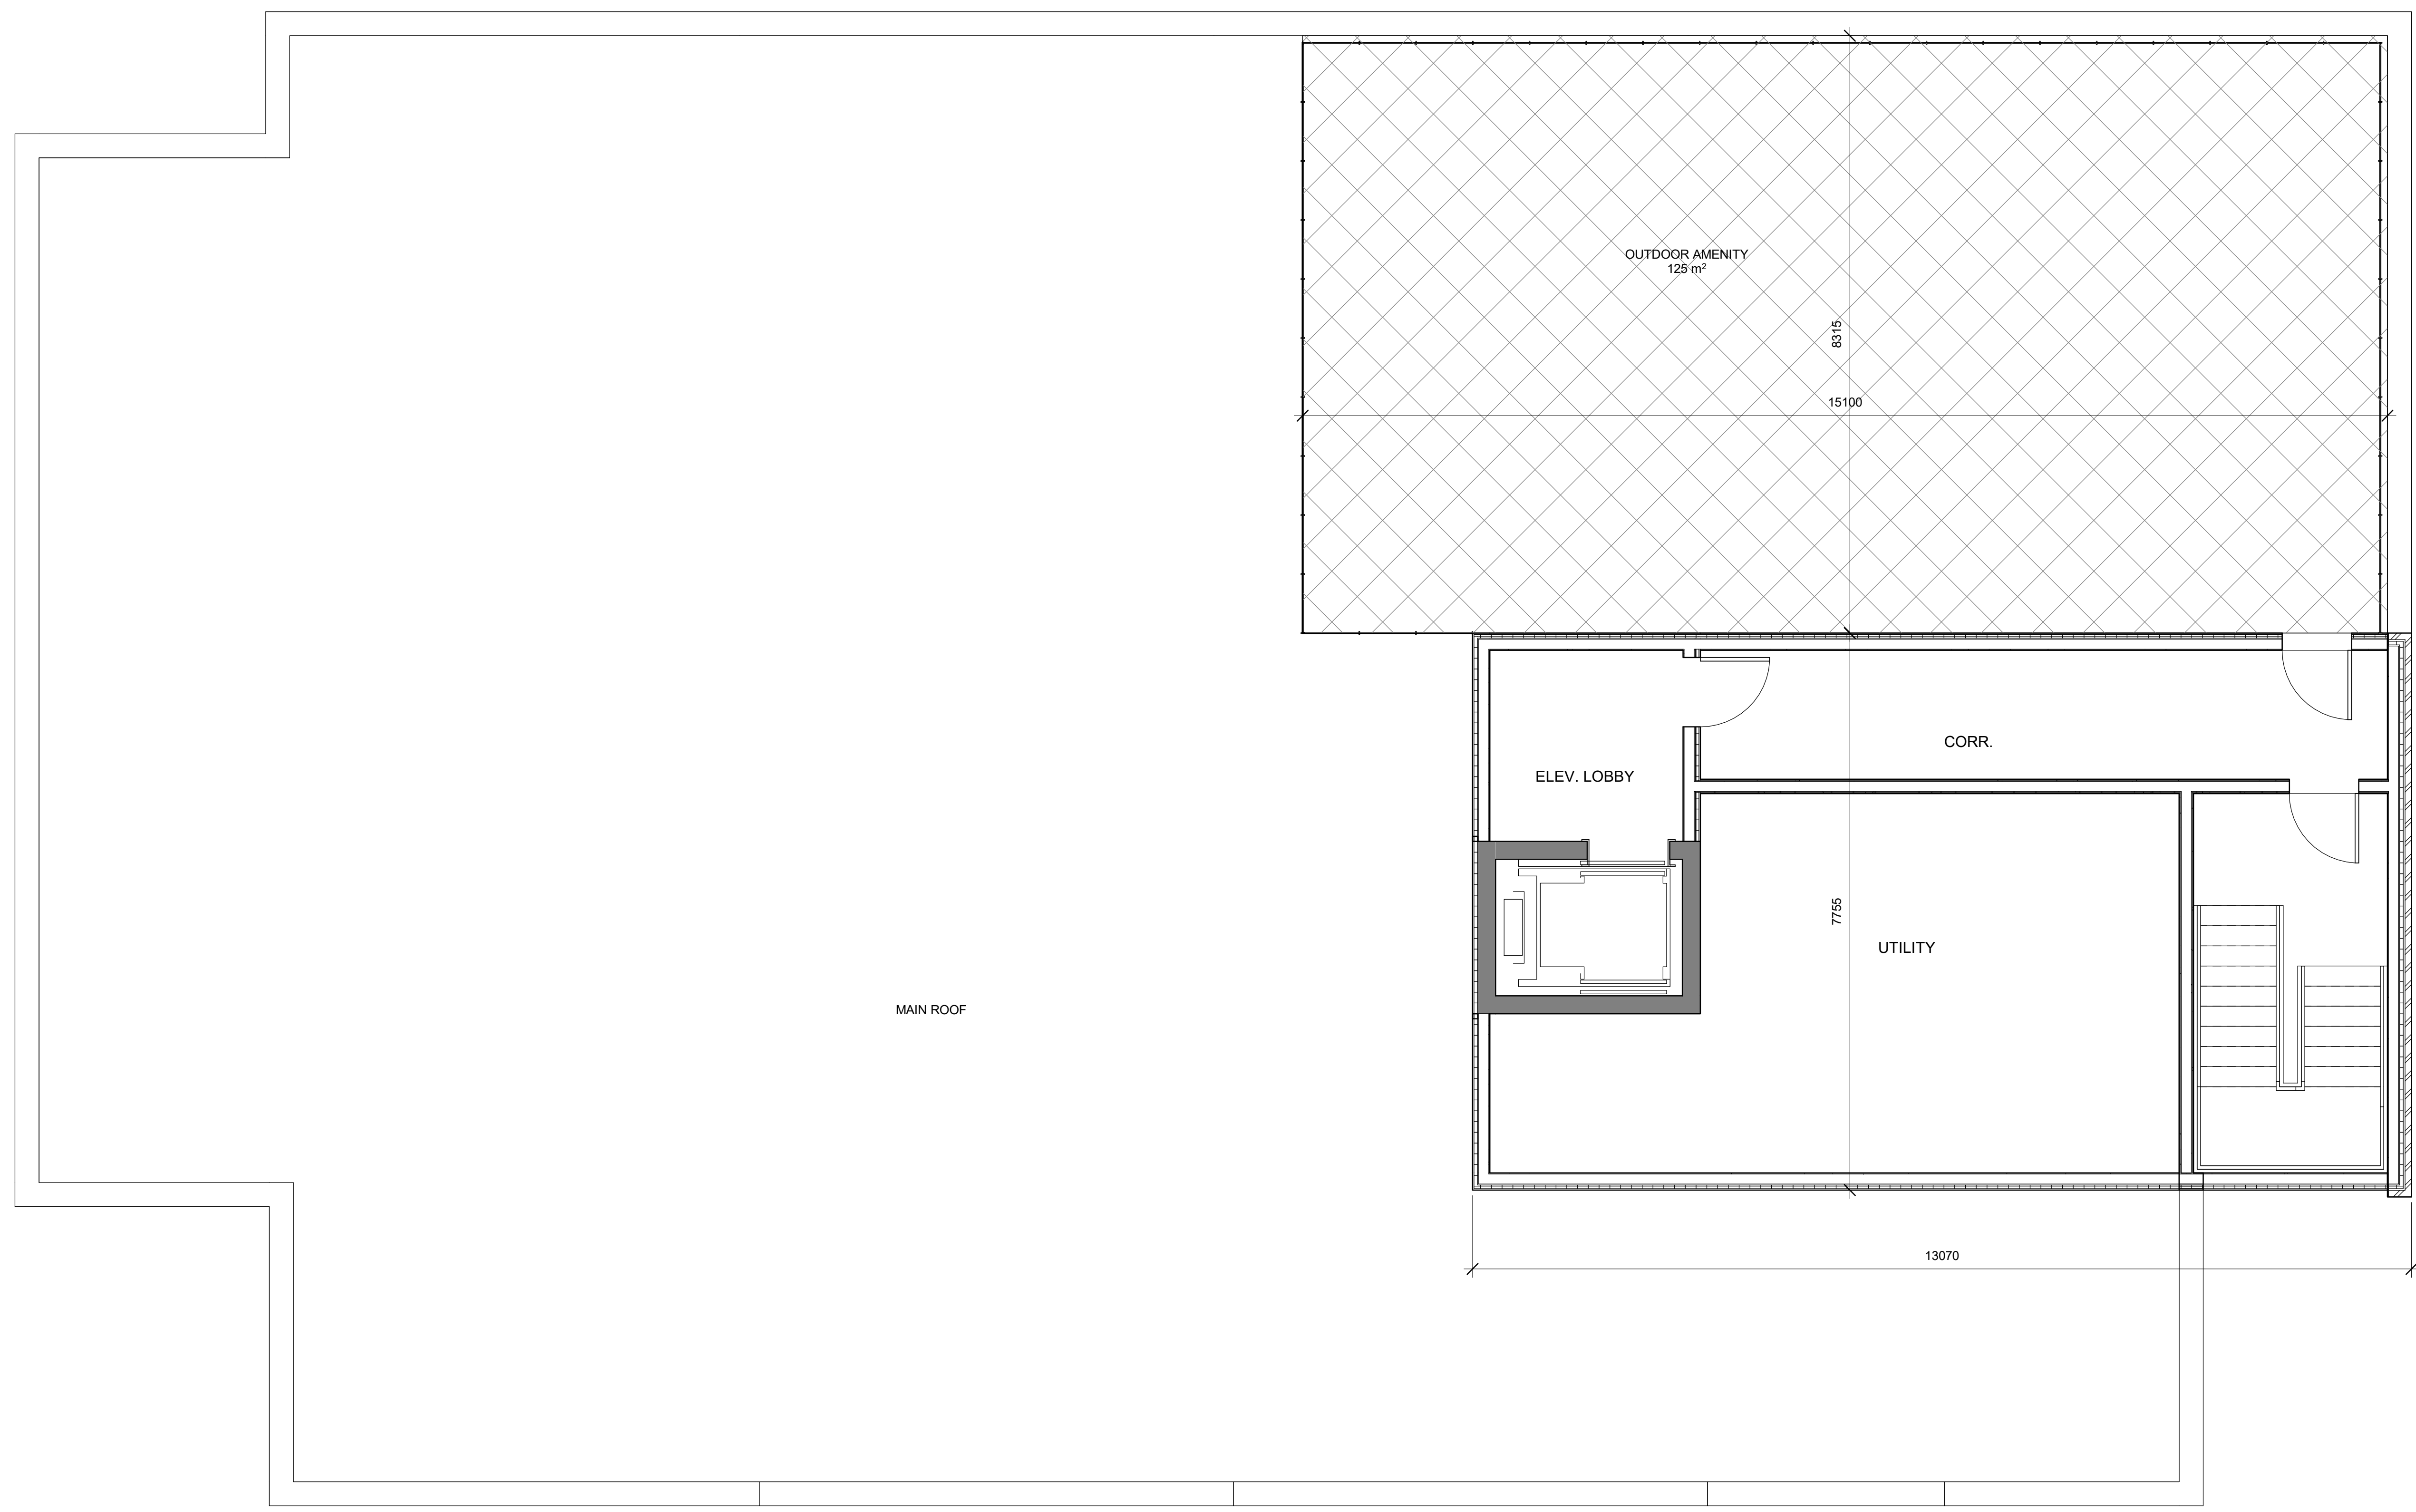 OUTDOOR AMENITY
125 m²
8315
15100
CORR.
ELEV. LOBBY
7755
UTILITY
MAIN ROOF
13070